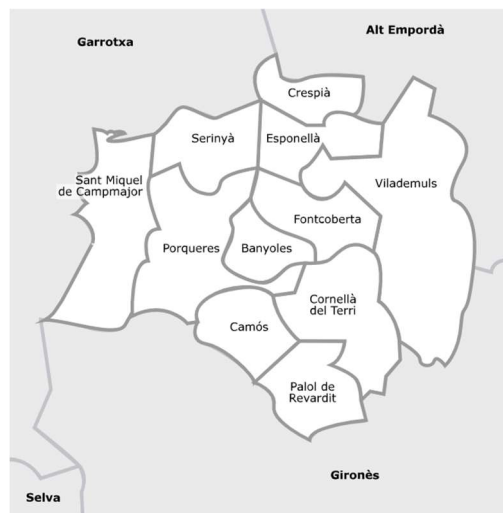 Garrotxa
Alt Empordà
Crespià
Serinyà
Esponellà
Sant Miquel
de Campmajor
Vilademuls
Fontcoberta
Porqueres
Banyoles
Cornellà
del Terri
Camós
Palol de
Revardit
Gironès
Selva